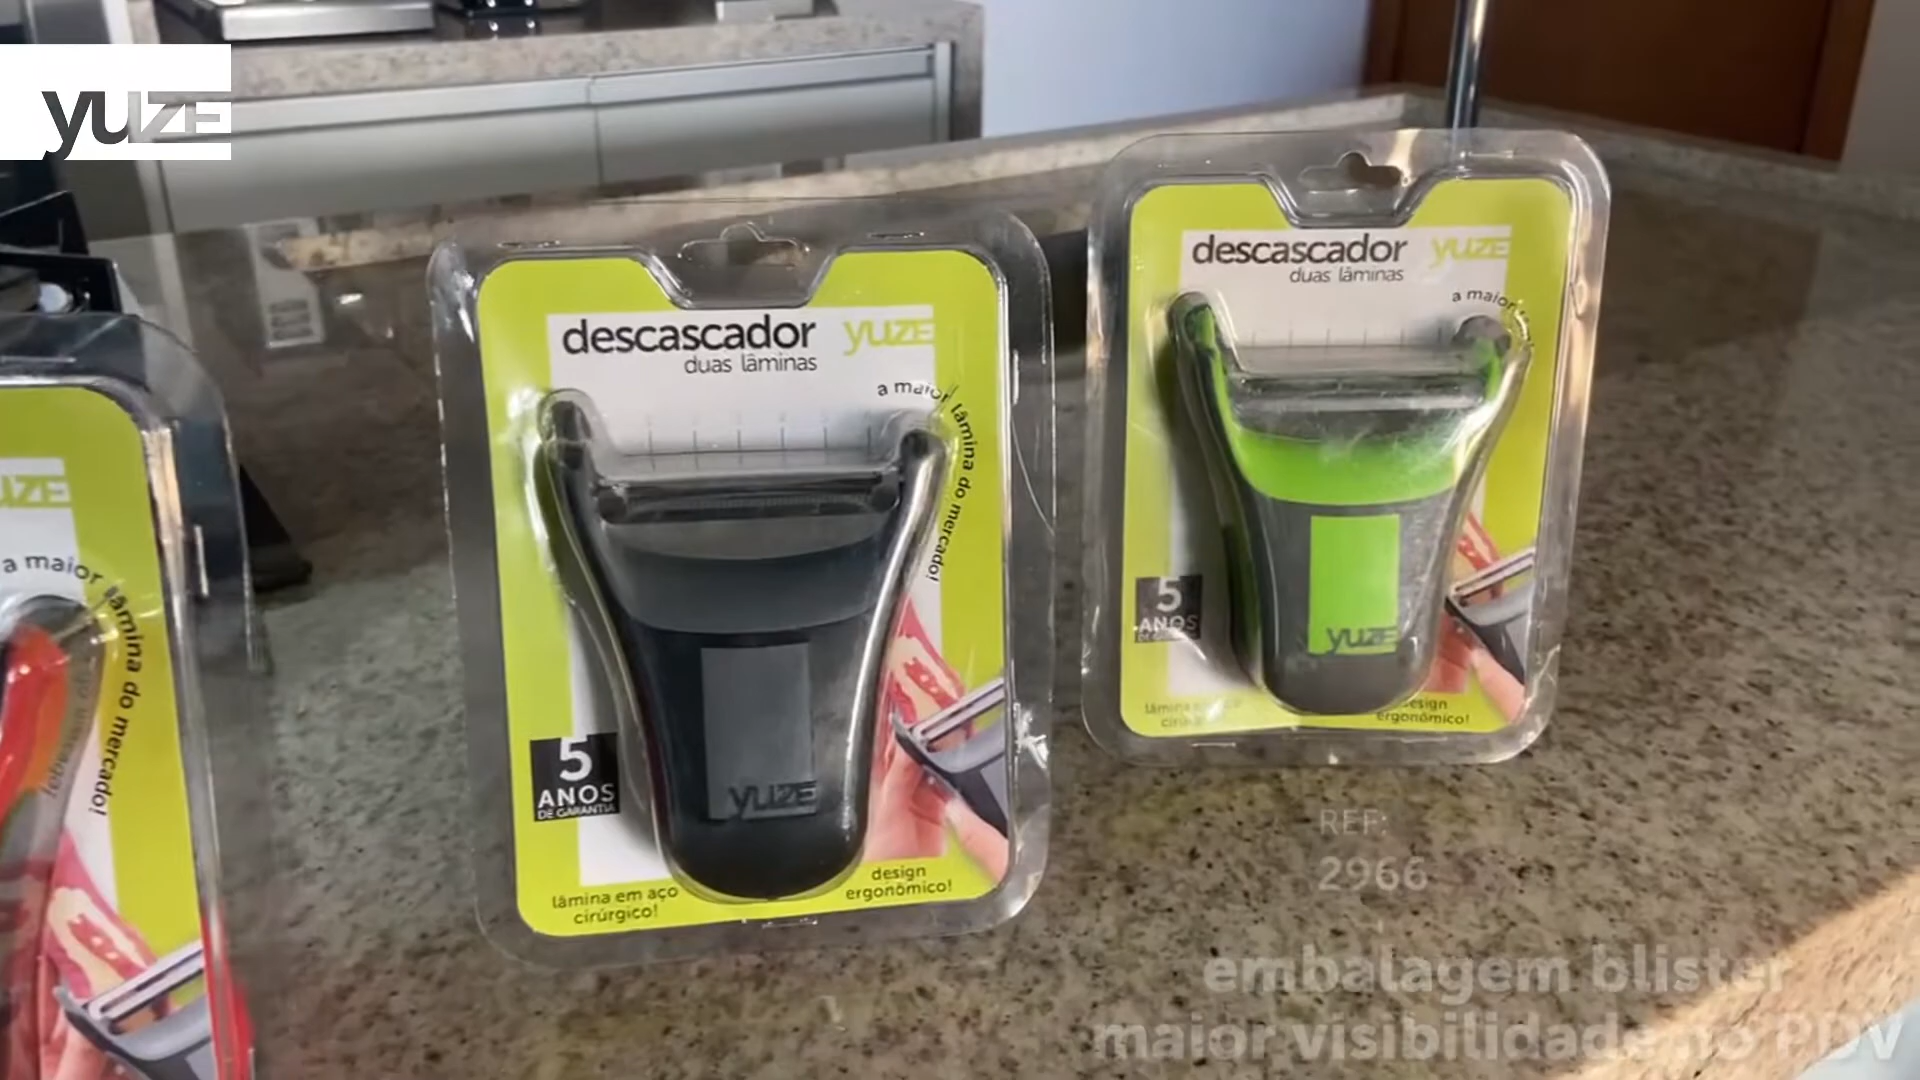 YUZE
descascador YUZE
duas lâminas
a maior lâmina do mercado!
YUZE
5
ANOS
DE GARANTIA
lâmina em aço
cirúrgico!
design
ergonômico!
descascador YUZE
duas lâminas
a maior
YUZE
5
ANOS
design
ergonômico!
YUZE
a maior lâmina do mercado!
REF:
2966
embalagem blister
maior visibilidade no PDV